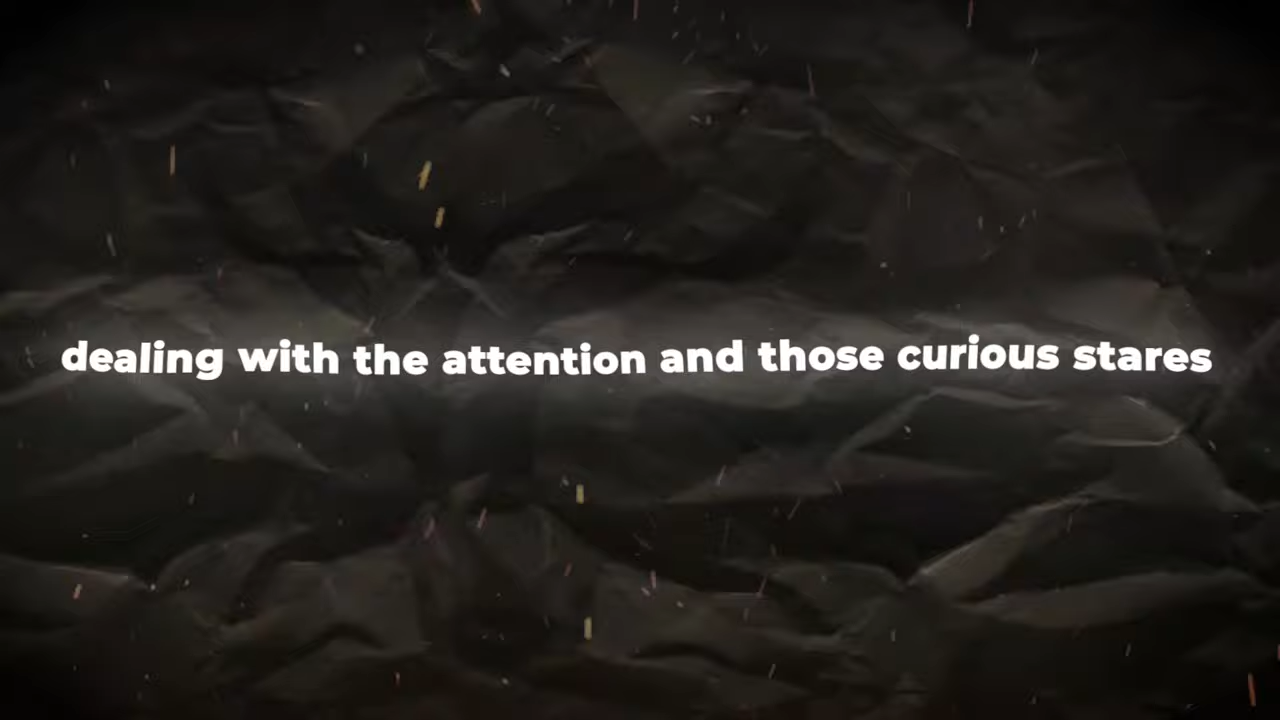 dealing with the attention and those curious stares